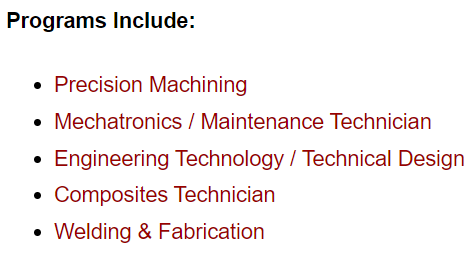 Programs Include:
Precision Machining
Mechatronics / Maintenance Technician
Engineering Technology / Technical Design
Composites Technician
Welding & Fabrication